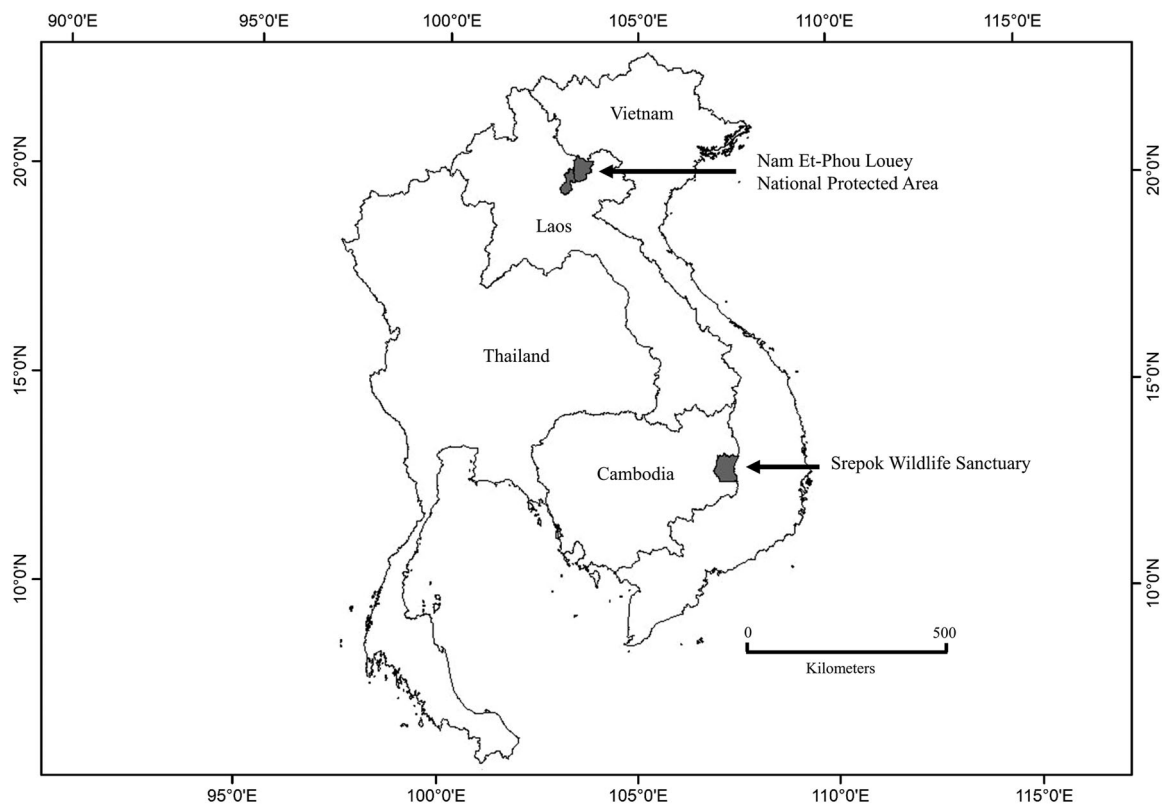 90°0'E 95°0'E 100°0'E 105°0'E 110°0'E 115°0'E
Vietnam
20°0'N
Nam Et-Phou Louey
National Protected Area
20°0'N
Laos
Thailand
15°0'N
15°0'N
Cambodia
Srepok Wildlife Sanctuary
10°0'N
10°0'N
0 500
Kilometers
95°0'E 100°0'E 105°0'E 110°0'E 115°0'E